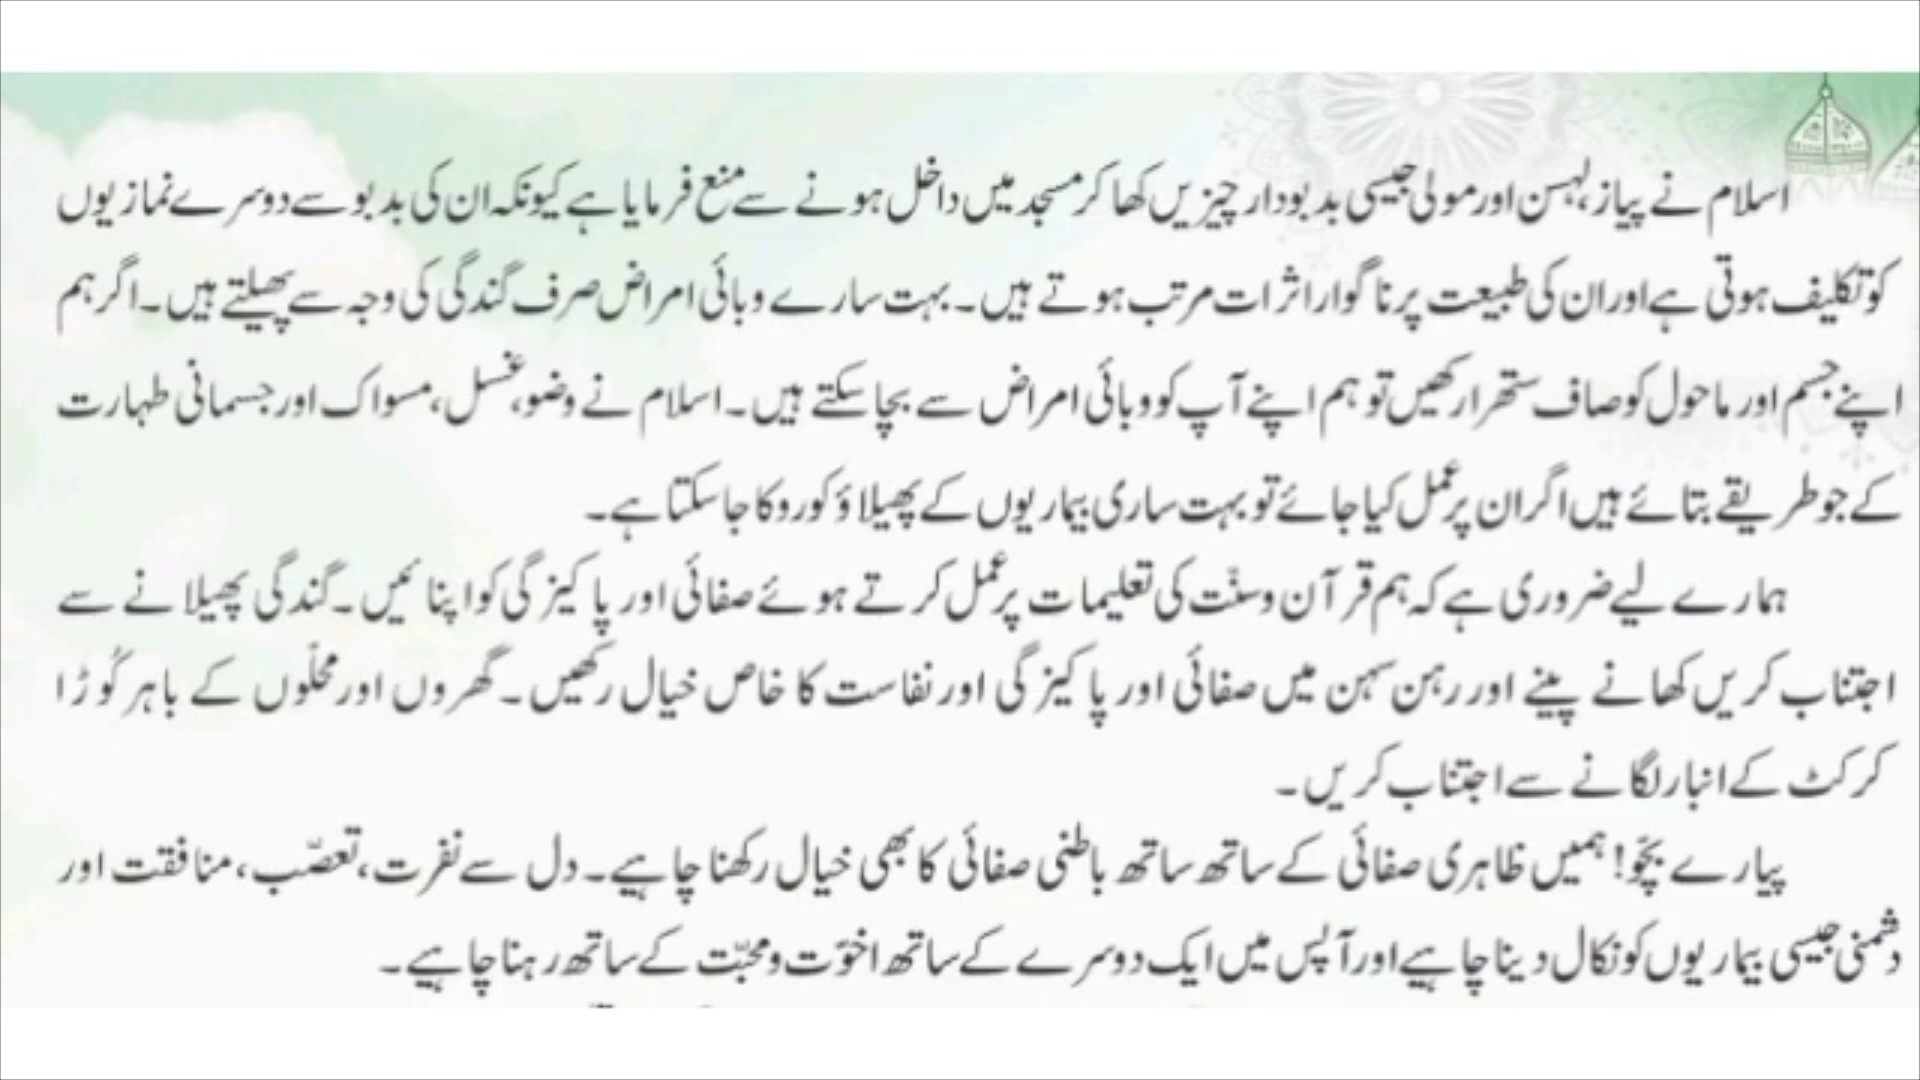 اسلام نے پیاز، لہسن اور مولی جیسی بدبودار چیزیں کھا کر مسجد میں داخل ہونے سے منع فرمایا ہے کیونکہ ان کی بدبو سے دوسرے نمازیوں
کو تکلیف ہوتی ہے اور ان کی طبیعت پر ناگوار اثرات مرتب ہوتے ہیں۔ بہت سارے وبائی امراض صرف گندگی کی وجہ سے پھیلتے ہیں۔ اگر ہم
اپنے جسم اور ماحول کو صاف ستھرا رکھیں تو ہم اپنے آپ کو وبائی امراض سے بچا سکتے ہیں۔ اسلام نے وضو، غسل، مسواک اور جسمانی طہارت
کے جو طریقے بتائے ہیں اگر ان پر عمل کیا جائے تو بہت ساری بیماریوں کے پھیلاؤ کو روکا جا سکتا ہے۔
ہمارے لیے ضروری ہے کہ ہم قرآن و سنّت کی تعلیمات پر عمل کرتے ہوئے صفائی اور پاکیزگی کو اپنائیں۔ گندگی پھیلانے سے
اجتناب کریں کھانے پینے اور رہن سہن میں صفائی اور پاکیزگی اور نفاست کا خاص خیال رکھیں۔ گھروں اور محلّوں کے باہر کُوڑا
کرکٹ کے انبار لگانے سے اجتناب کریں۔
پیارے بچّو! ہمیں ظاہری صفائی کے ساتھ ساتھ باطنی صفائی کا بھی خیال رکھنا چاہیے۔ دل سے نفرت، تعصّب، منافقت اور
دشمنی جیسی بیماریوں کو نکال دینا چاہیے اور آپس میں ایک دوسرے کے ساتھ اخوّت و محبّت کے ساتھ رہنا چاہیے۔